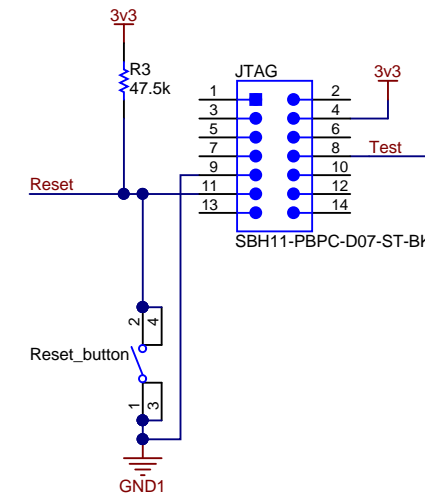 3v3
R3
47.5k
JTAG
3v3
1 2
3 4
5 6
7 8
Test
9 10
Reset
11 12
13 14
SBH11-PBPC-D07-ST-BK
2 4
Reset_button
1 3
GND1